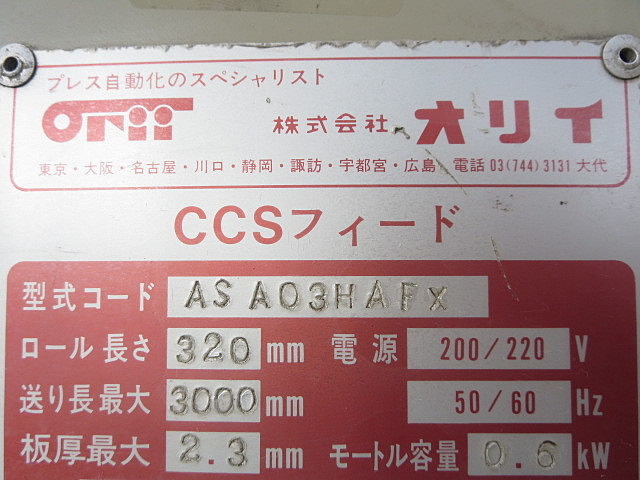 プレス自動化のスペシャリスト
Orii 株式会社 オリイ
東京・大阪・名古屋・川口・静岡・諏訪・宇都宮・広島 電話03(744)3131大代
CCSフィード
型式コード ASA03HAFX
ロール長さ 320 mm 電源 200/220 V
送り長最大 3000 mm 50/60 Hz
板厚最大 2.3 mm モートル容量 0.6 kW